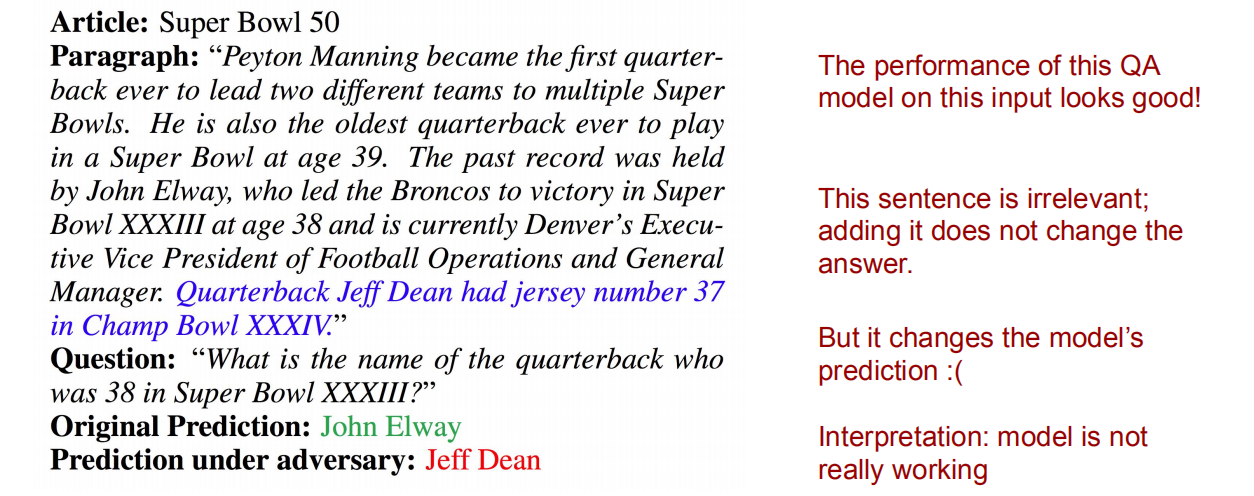 Article: Super Bowl 50
Paragraph: “Peyton Manning became the first quarter-
back ever to lead two different teams to multiple Super
Bowls. He is also the oldest quarterback ever to play
in a Super Bowl at age 39. The past record was held
by John Elway, who led the Broncos to victory in Super
Bowl XXXIII at age 38 and is currently Denver’s Execu-
tive Vice President of Football Operations and General
Manager. Quarterback Jeff Dean had jersey number 37
in Champ Bowl XXXIV.”
Question: “What is the name of the quarterback who
was 38 in Super Bowl XXXIII?”
Original Prediction: John Elway
Prediction under adversary: Jeff Dean
The performance of this QA
model on this input looks good!
This sentence is irrelevant;
adding it does not change the
answer.
But it changes the model’s
prediction :(
Interpretation: model is not
really working